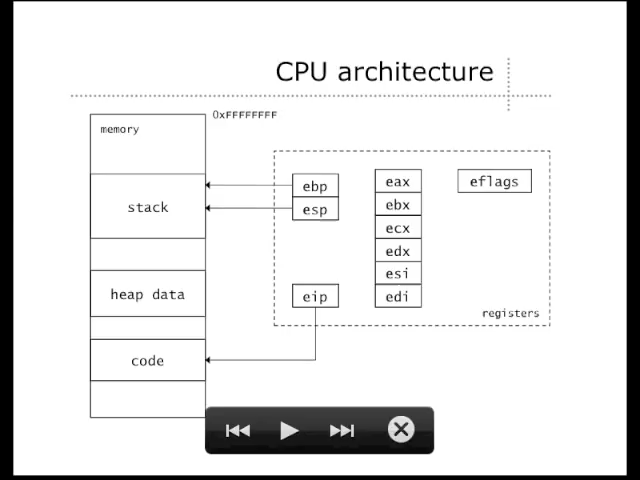 CPU architecture
0xFFFFFFFF
memory
stack
heap data
code
ebp
esp
eip
eax
ebx
ecx
edx
esi
edi
eflags
registers